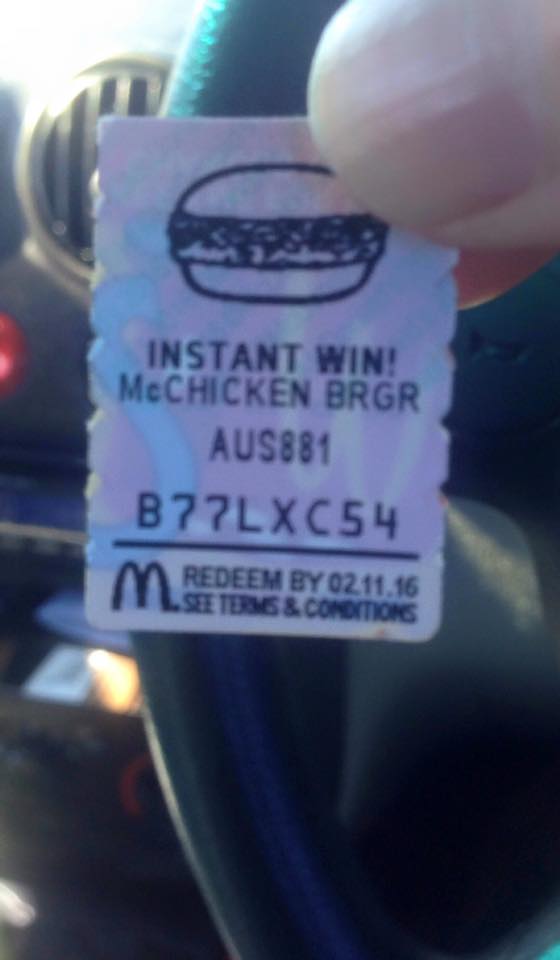 INSTANT WIN!
McCHICKEN BRGR
AUS881
B77LXC54
M
REDEEM BY 02.11.16
SEE TERMS & CONDITIONS